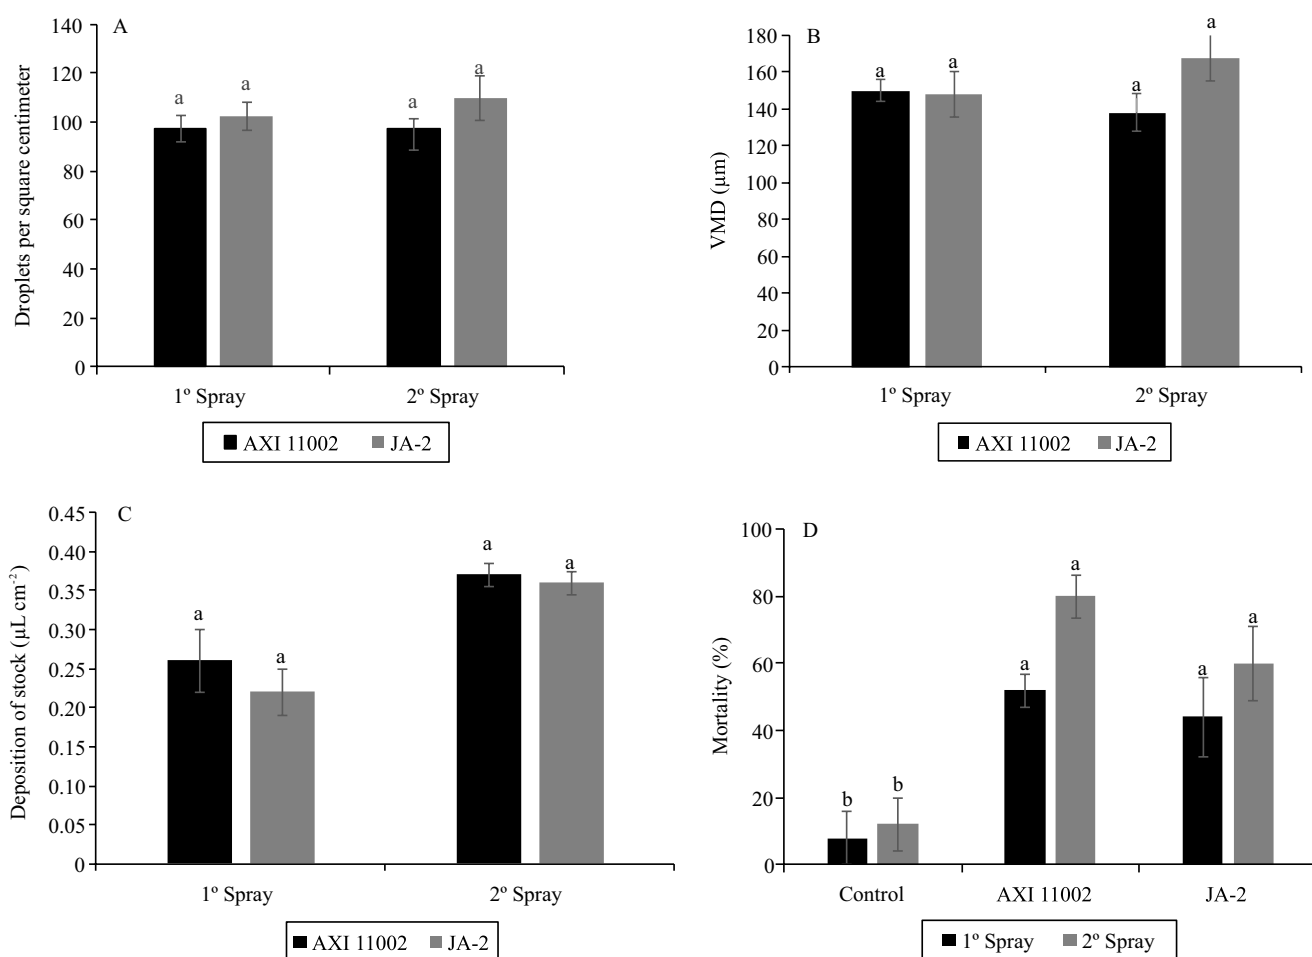 A
Droplets per square centimeter
140
120
100
80
60
40
20
0
a
a
a
a
1º Spray
2º Spray
AXI 11002
JA-2
B
VMD (µm)
180
160
140
120
100
80
60
40
20
0
a
a
a
a
1º Spray
2º Spray
AXI 11002
JA-2
C
Deposition of stock (µL cm⁻²)
0.45
0.40
0.35
0.30
0.25
0.20
0.15
0.10
0.05
0
a
a
a
a
1º Spray
2º Spray
AXI 11002
JA-2
D
Mortality (%)
100
80
60
40
20
0
b
b
a
a
a
a
Control
AXI 11002
JA-2
1º Spray
2º Spray